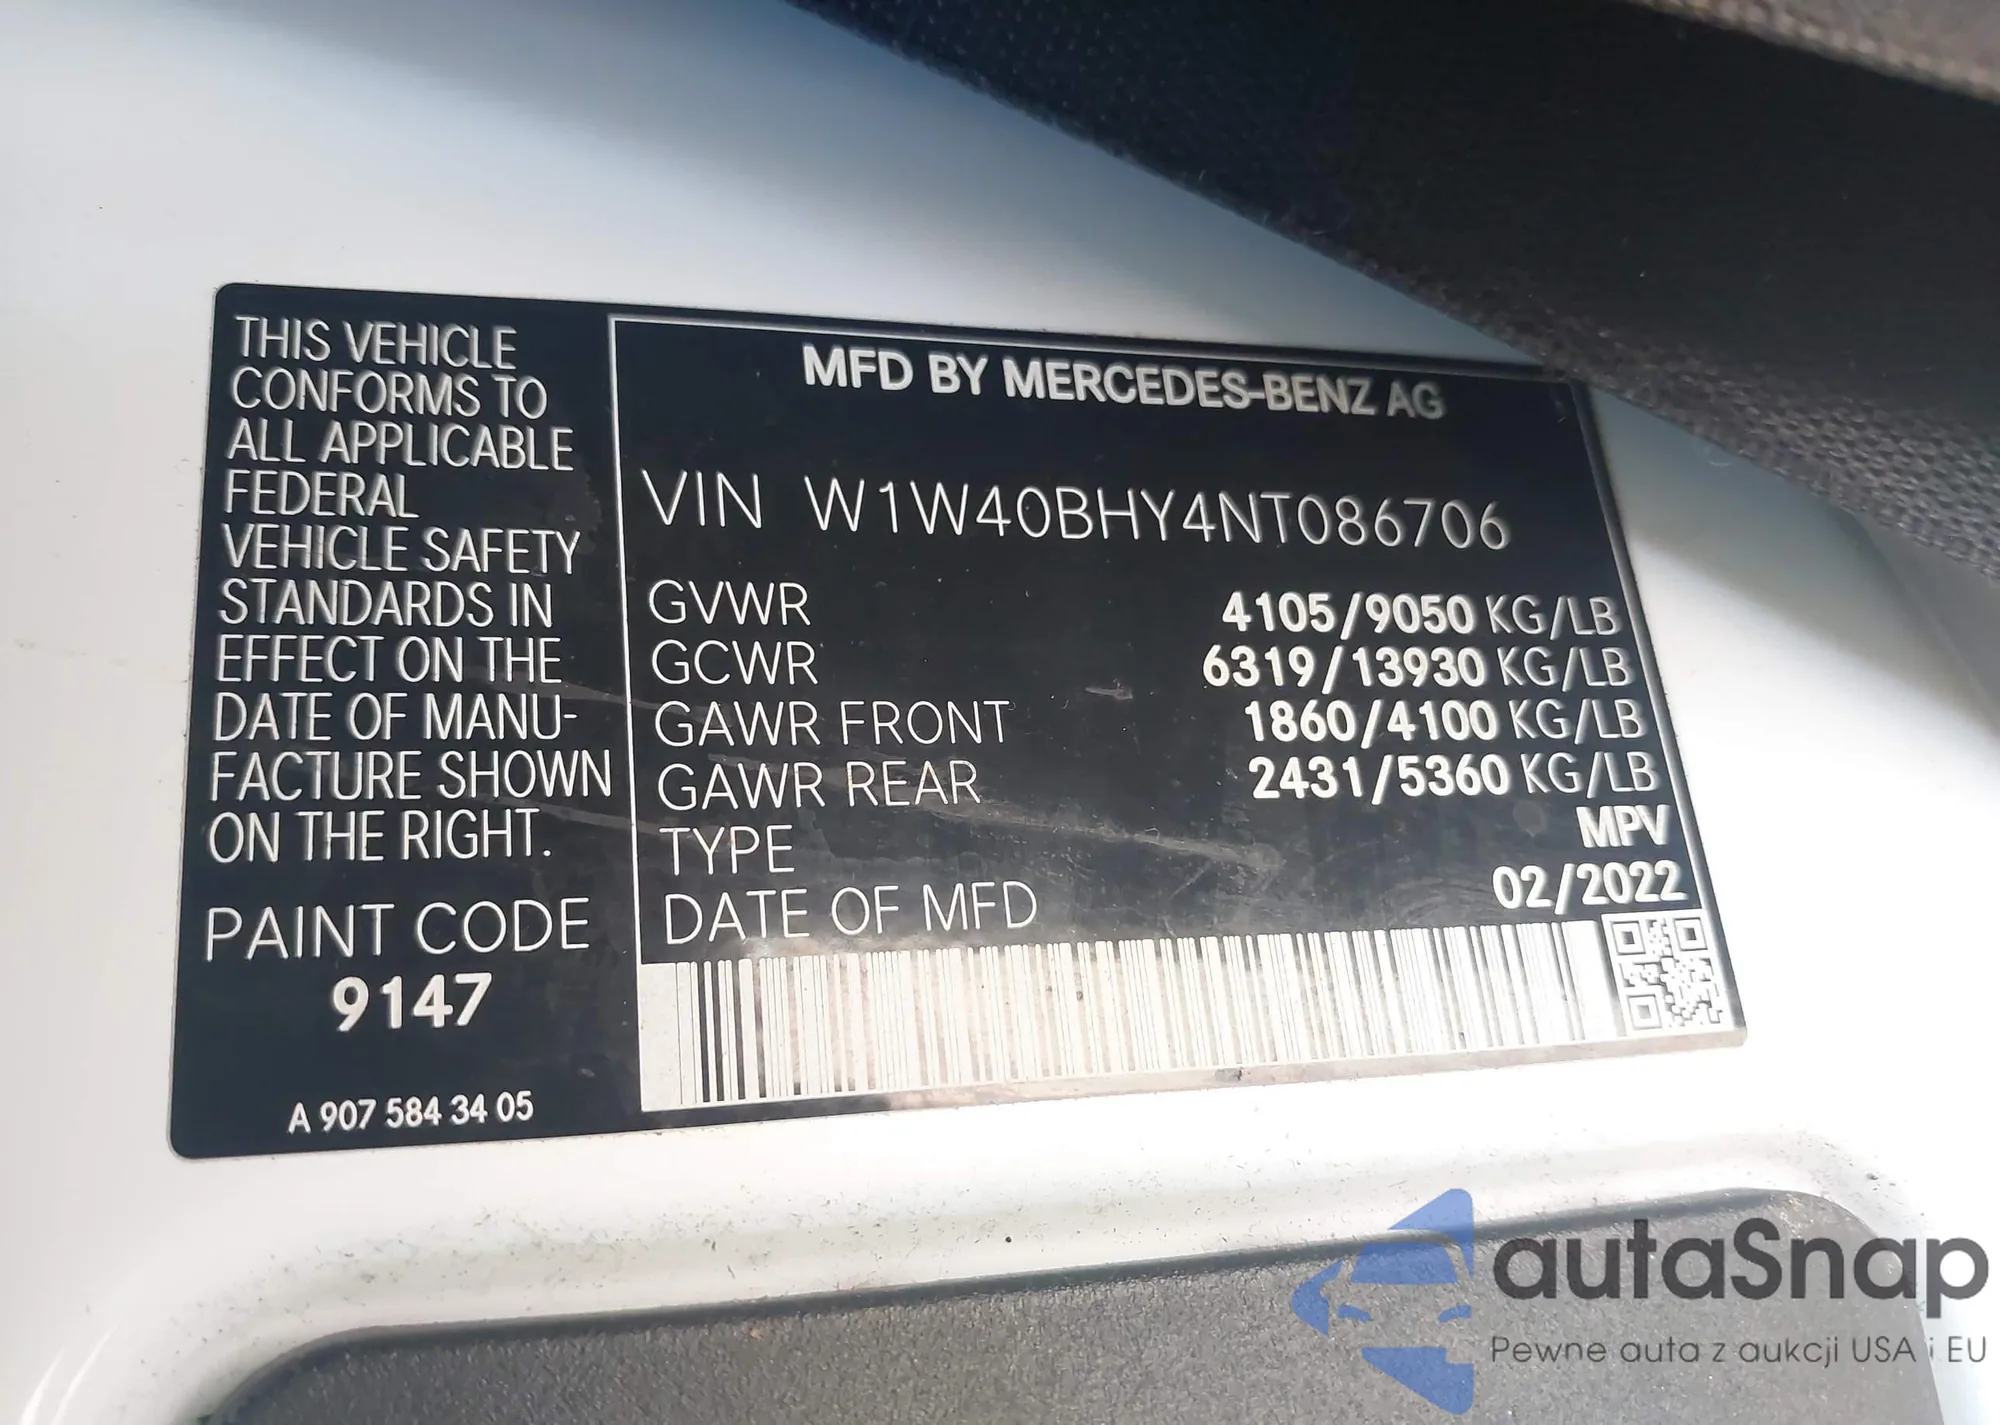 THIS VEHICLE
CONFORMS TO
ALL APPLICABLE
FEDERAL
VEHICLE SAFETY
STANDARDS IN
EFFECT ON THE
DATE OF MANU-
FACTURE SHOWN
ON THE RIGHT.
PAINT CODE
9147
A 907 584 34 05
MFD BY MERCEDES-BENZ AG
VIN W1W40BHY4NT086706
GVWR 4105/9050 KG/LB
GCWR 6319/13930 KG/LB
GAWR FRONT 1860/4100 KG/LB
GAWR REAR 2431/5360 KG/LB
TYPE MPV
DATE OF MFD 02/2022
autaSnap
Pewne auta z aukcji USA i EU